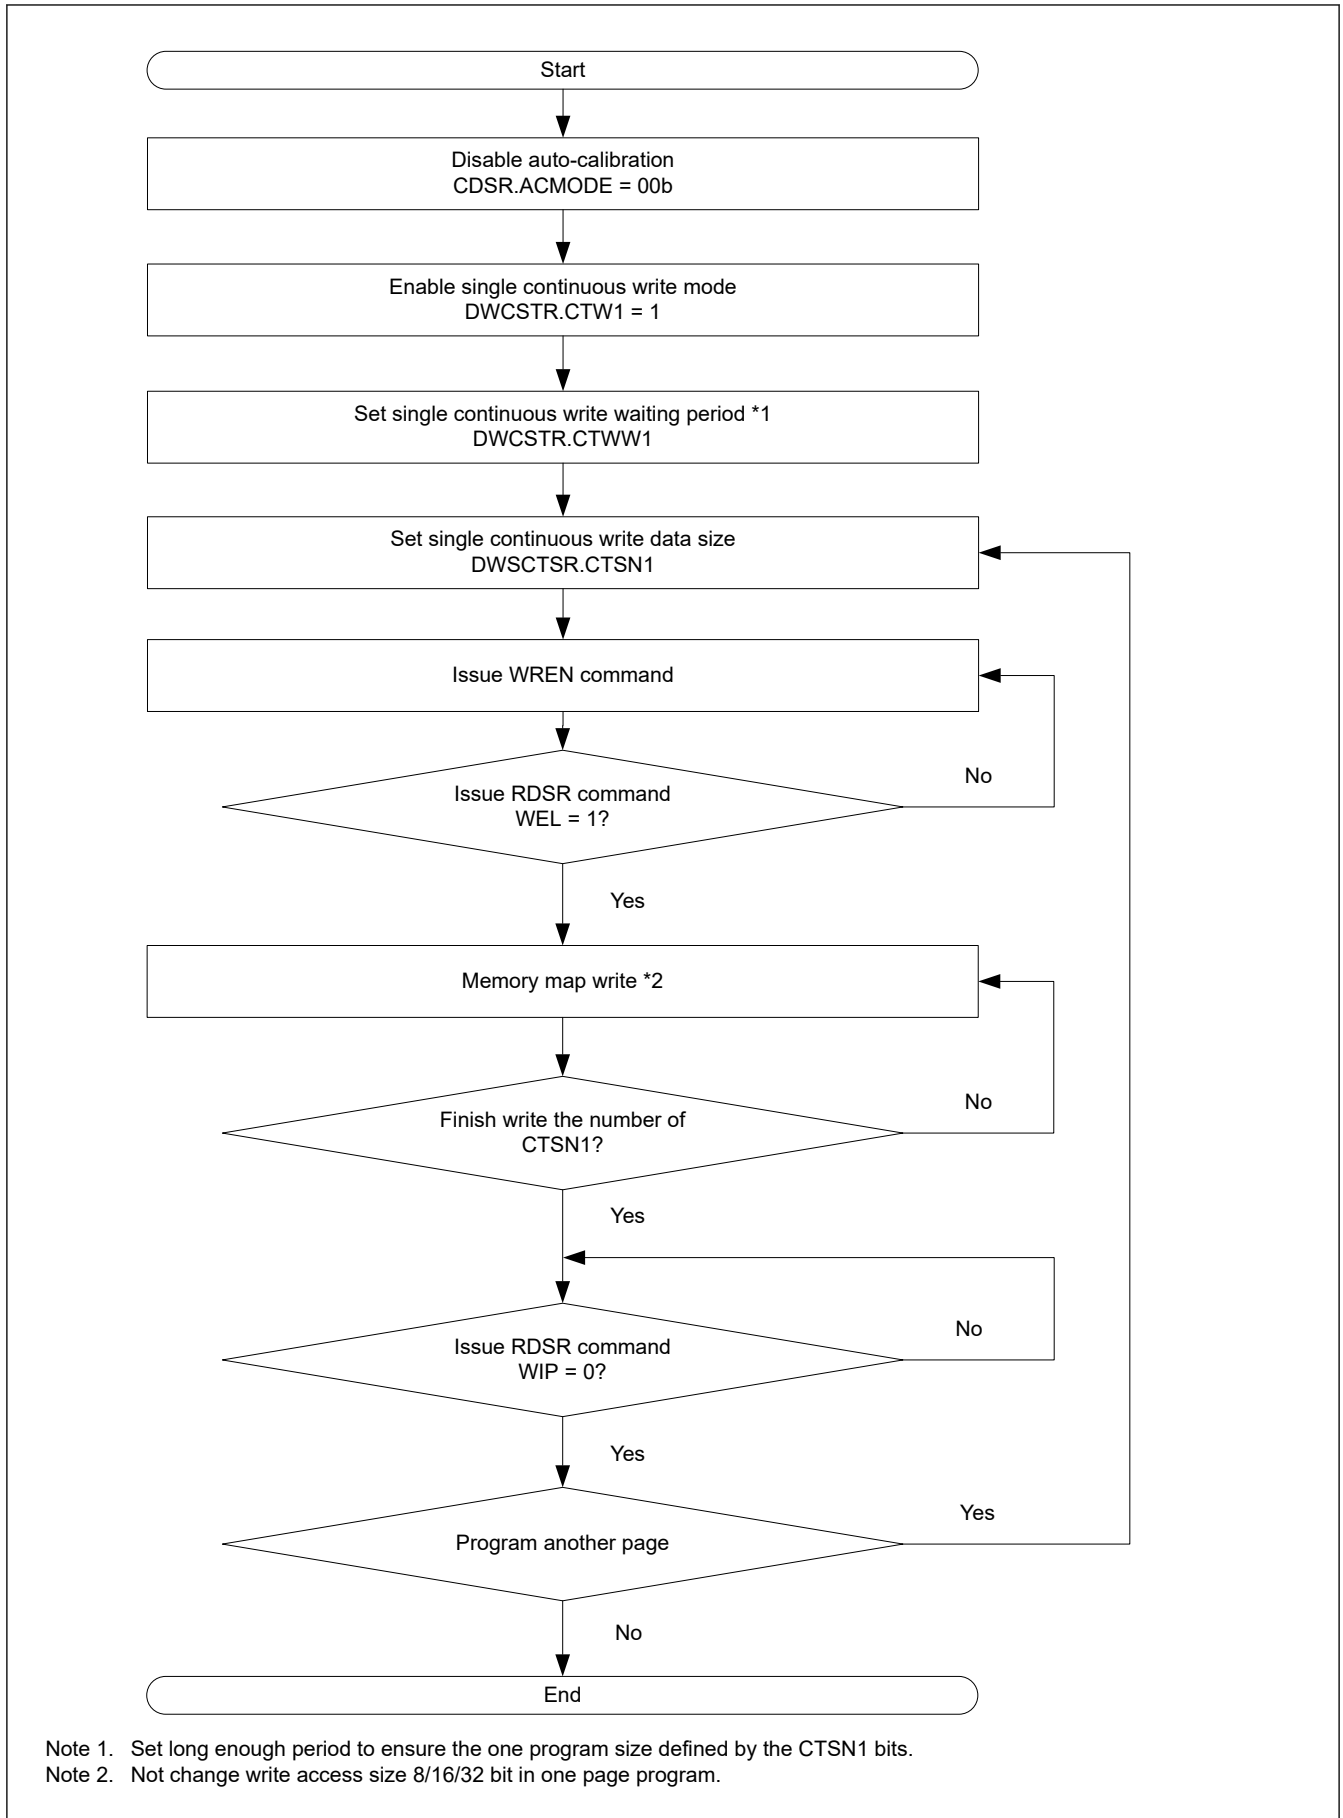 Start
Disable auto-calibration
CDSR.ACMODE = 00b
Enable single continuous write mode
DWCSTR.CTW1 = 1
Set single continuous write waiting period *1
DWCSTR.CTWW1
Set single continuous write data size
DWSCTSR.CTSN1
Issue WREN command
No
Issue RDSR command
WEL = 1?
Yes
Memory map write *2
No
Finish write the number of
CTSN1?
Yes
No
Issue RDSR command
WIP = 0?
Yes
Yes
Program another page
No
End
Note 1. Set long enough period to ensure the one program size defined by the CTSN1 bits.
Note 2. Not change write access size 8/16/32 bit in one page program.